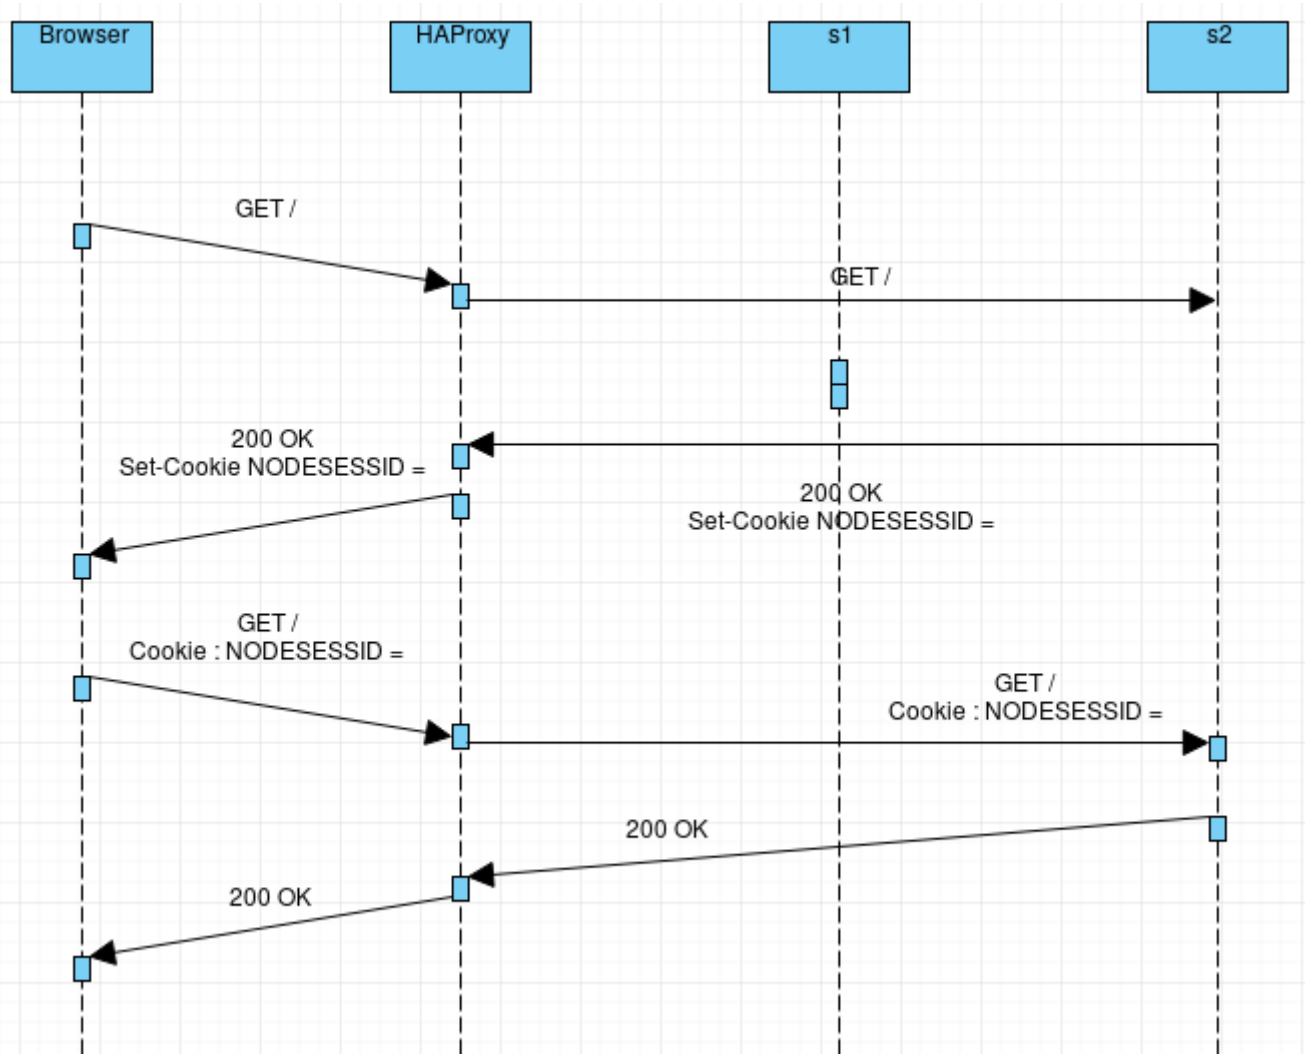 Browser
HAProxy
s1
s2
GET /
GET /
200 OK
Set-Cookie NODESESSID =
200 OK
Set-Cookie NODESESSID =
GET /
Cookie : NODESESSID =
GET /
Cookie : NODESESSID =
200 OK
200 OK